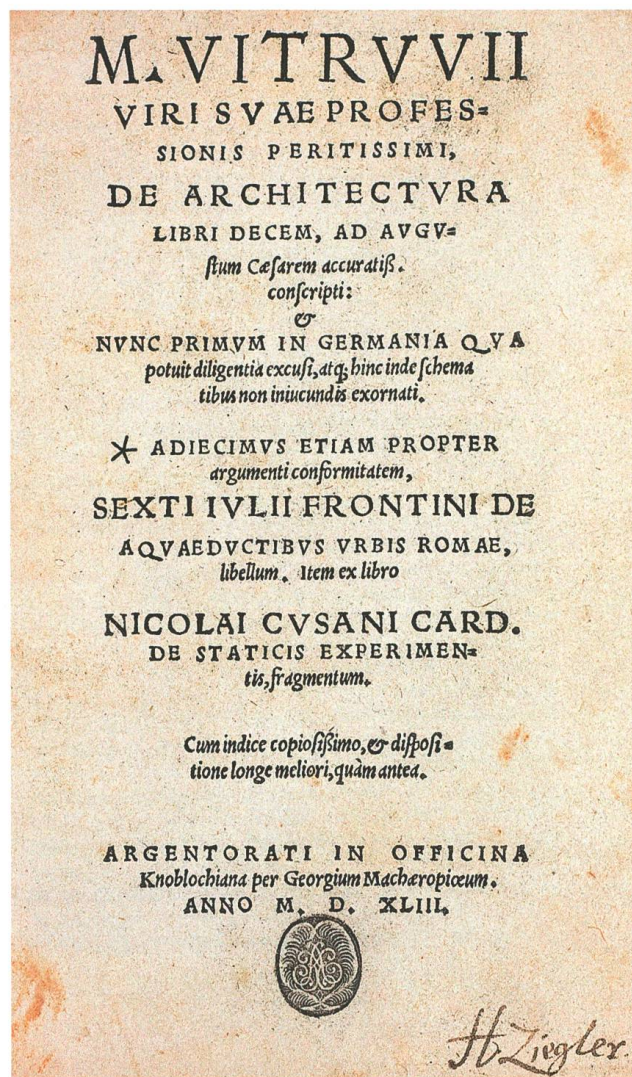 M. VITRVVII
VIRI SVAE PROFES=
SIONIS PERITISSIMI,
DE ARCHITECTVRA
LIBRI DECEM, AD AVGV=
ſtum Cæſarem accuratiß.
conſcripti:
&
NVNC PRIMVM IN GERMANIA QVA
potuit diligentia excuſi, atq; hinc inde ſchema
tibus non iniucundis exornati.
* ADIECIMVS ETIAM PROPTER
argumenti conformitatem,
SEXTI IVLII FRONTINI DE
AQVAEDVCTIBVS VRBIS ROMAE,
libellum. Item ex libro
NICOLAI CVSANI CARD.
DE STATICIS EXPERIMEN=
tis, fragmentum.
Cum indice copioſißimo, & diſpoſi=
tione longe meliori, quàm antea.
ARGENTORATI IN OFFICINA
Knoblochiana per Georgium Machæropiœum.
ANNO M. D. XLIII.
H Ziegler.